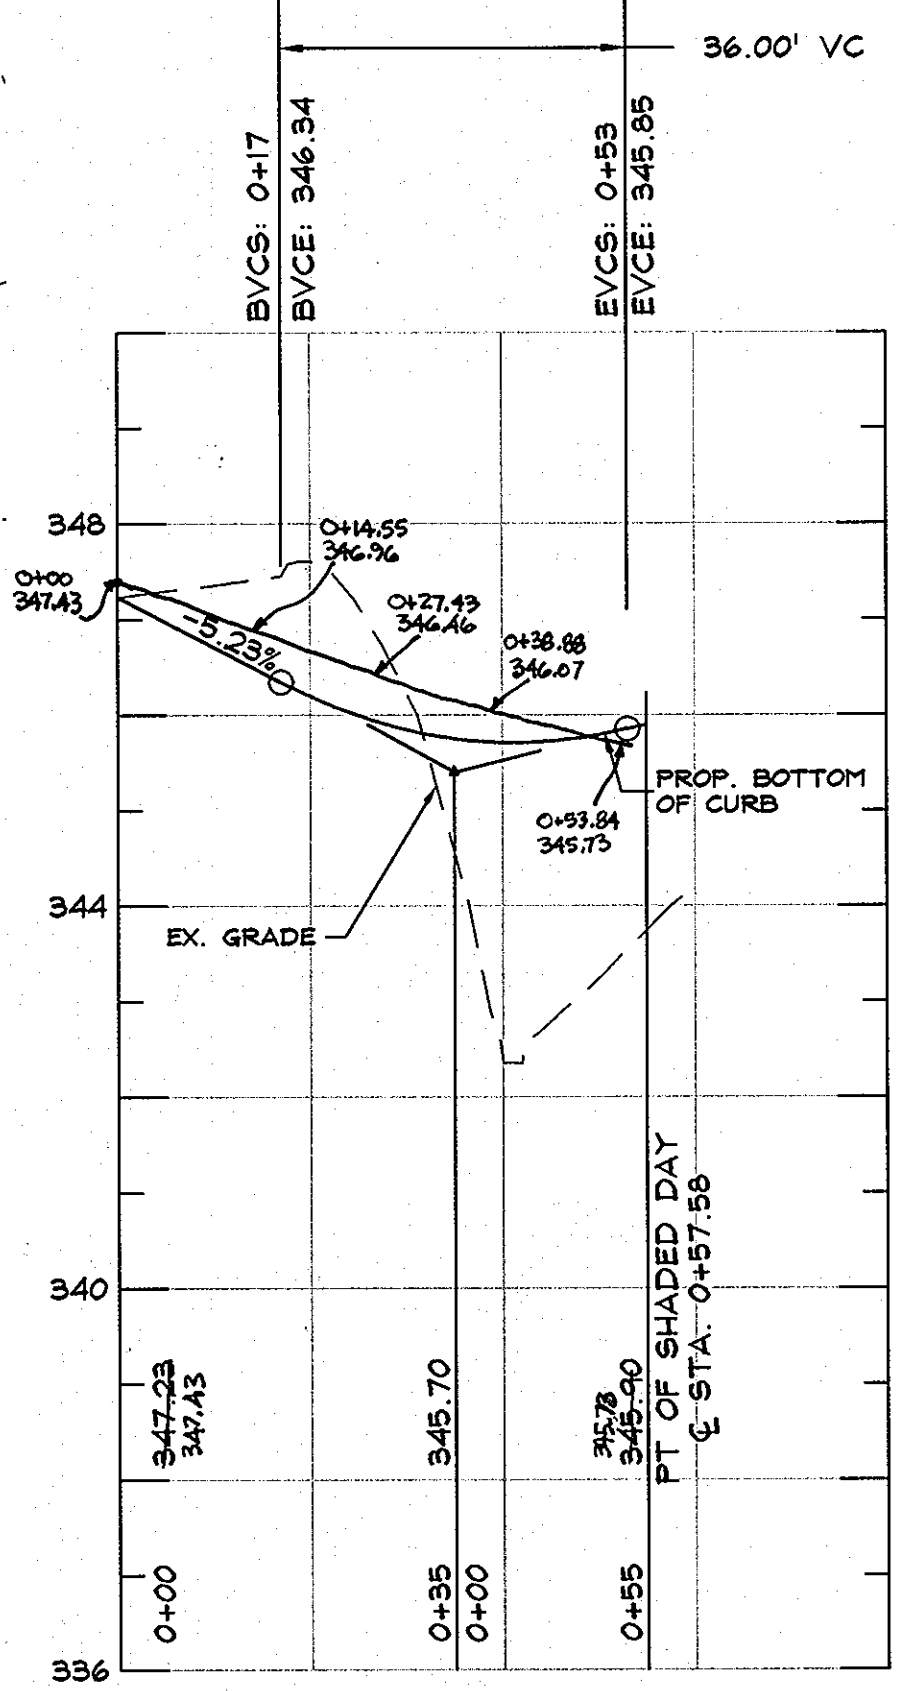 36.00' VC
BVCS: 0+17
BVCE: 346.34
EVCS: 0+53
EVCE: 345.85
348
0+14.55
346.96
0+00
347.43
0+27.43
346.46
-5.23%
0+38.88
346.07
PROP. BOTTOM
OF CURB
0+53.84
345.73
344
EX. GRADE
340
347.23
347.43
345.70
345.73
345.90
PT OF SHADED DAY
℄ STA. 0+57.58
0+00
0+35
0+00
0+55
336